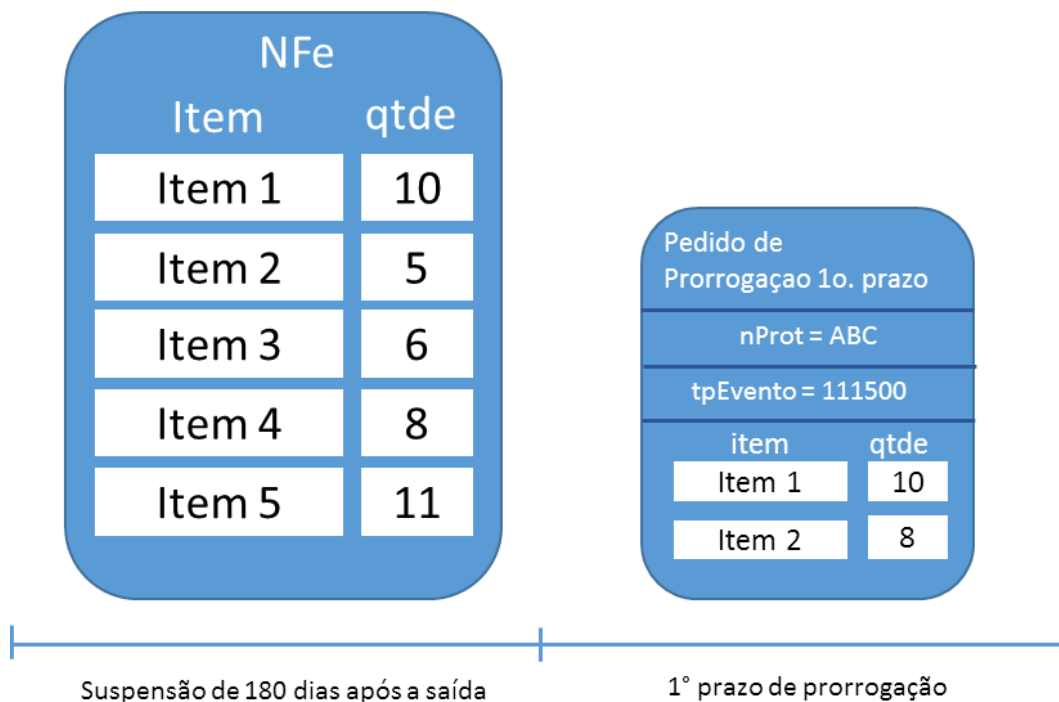 NFe
Item qtde
Item 1 10
Item 2 5
Item 3 6
Item 4 8
Item 5 11
Pedido de
Prorrogaçao 1o. prazo
nProt = ABC
tpEvento = 111500
item qtde
Item 1 10
Item 2 8
Suspensão de 180 dias após a saída
1° prazo de prorrogação